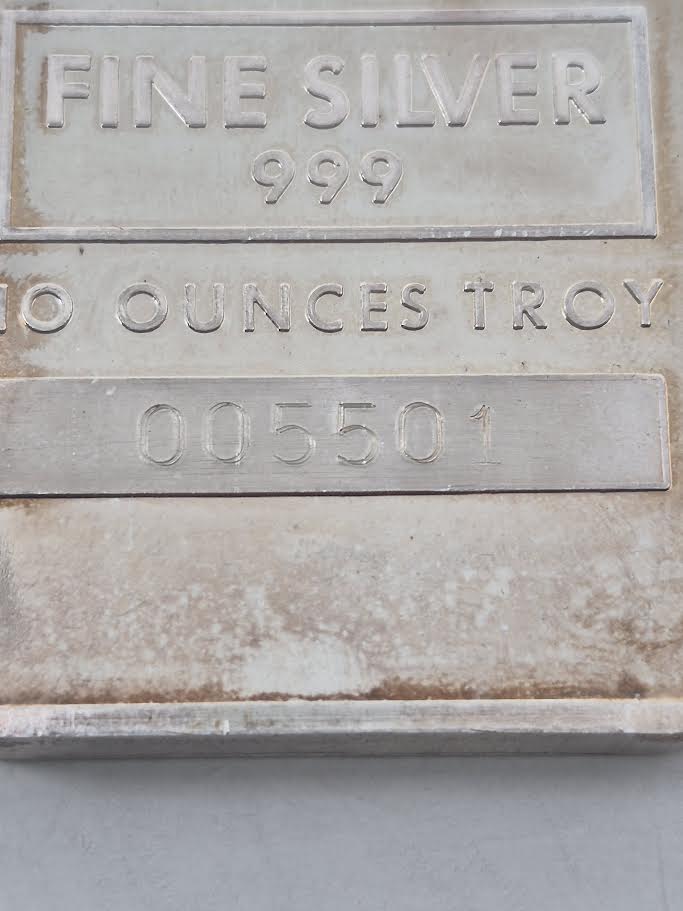 FINE SILVER
999
10 OUNCES TROY
005501